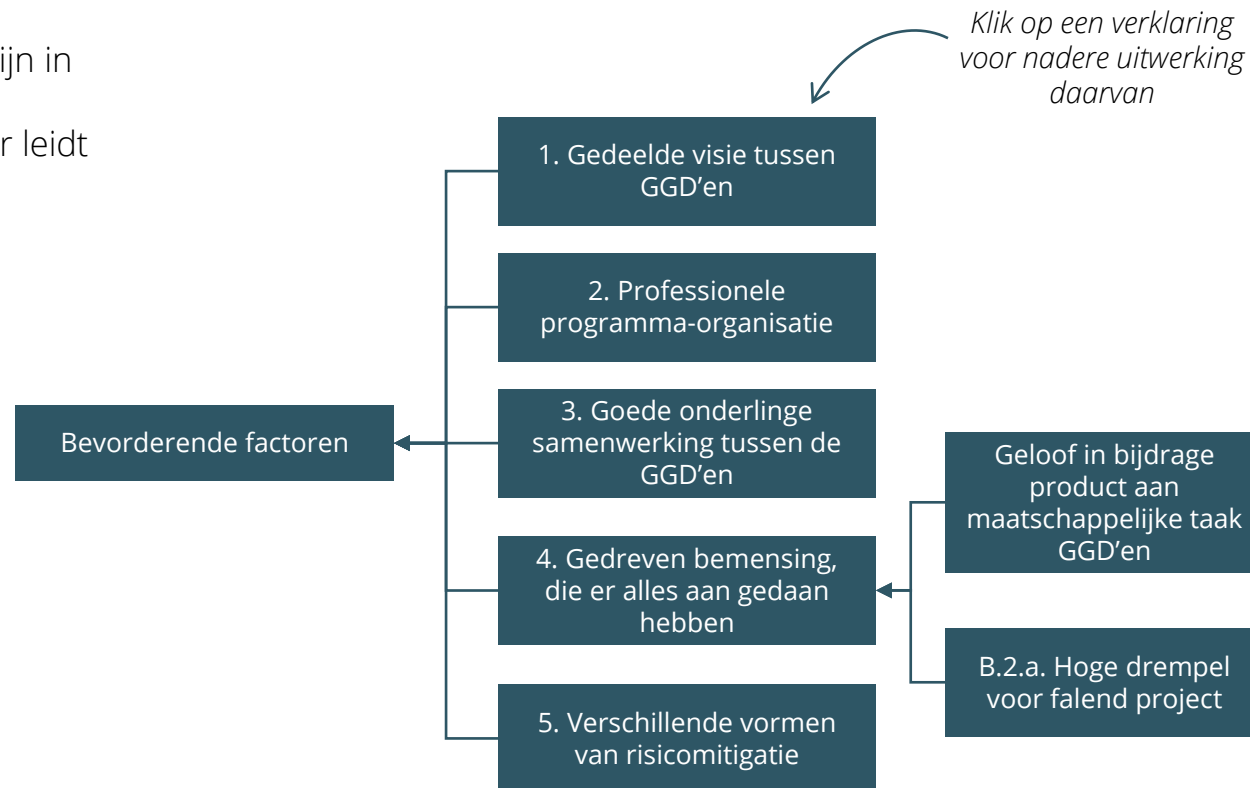 ijn in
r leidt
Klik op een verklaring
voor nadere uitwerking
daarvan
1. Gedeelde visie tussen
GGD’en
2. Professionele
programma-organisatie
Bevorderende factoren
3. Goede onderlinge
samenwerking tussen de
GGD’en
4. Gedreven bemensing,
die er alles aan gedaan
hebben
5. Verschillende vormen
van risicomitigatie
Geloof in bijdrage
product aan
maatschappelijke taak
GGD’en
B.2.a. Hoge drempel
voor falend project